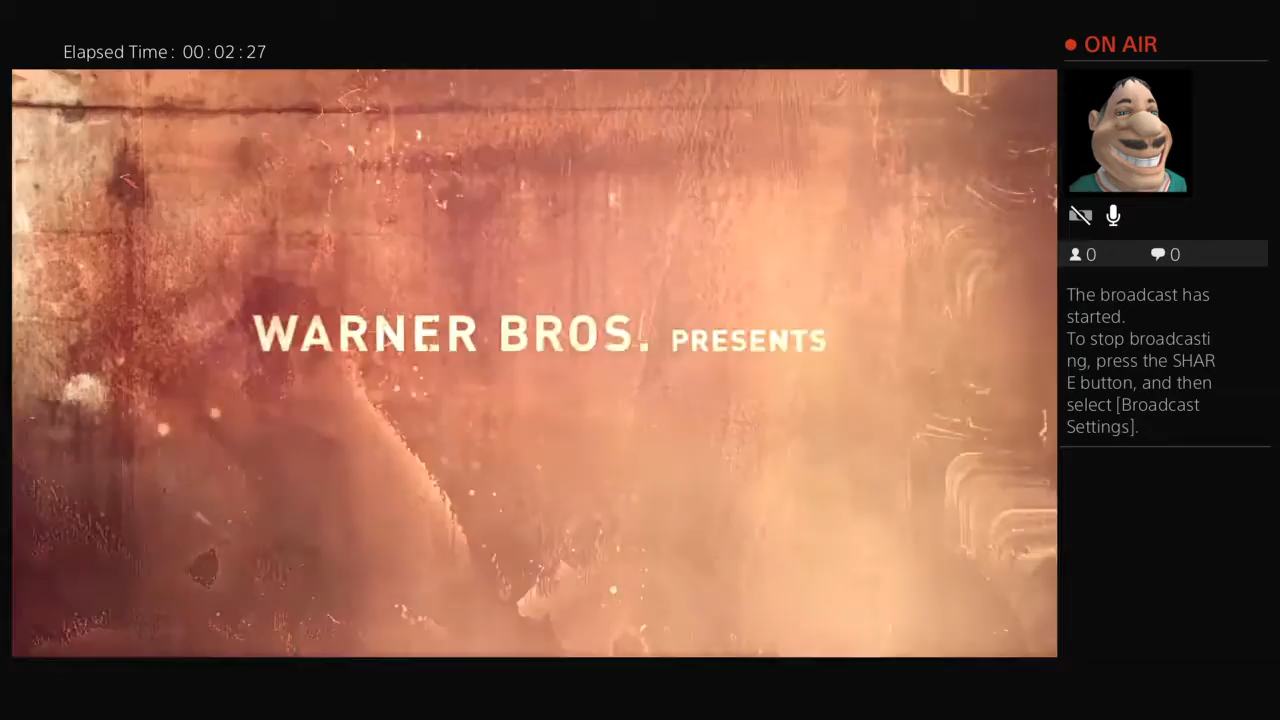 Elapsed Time: 00:02:27
ON AIR
WARNER BROS. PRESENTS
0 0
The broadcast has
started.
To stop broadcasti
ng, press the SHAR
E button, and then
select [Broadcast
Settings].